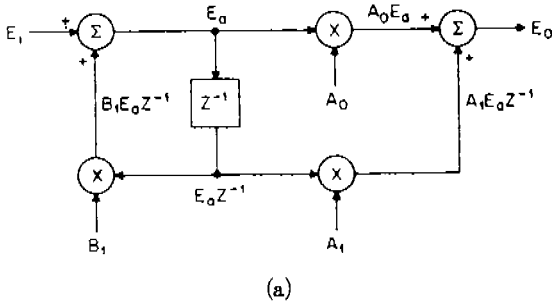 E₁
+
Σ
Eₐ
X
A₀Eₐ
+
Σ
E₀
+
+
B₁EₐZ⁻¹
Z⁻¹
A₀
A₁EₐZ⁻¹
X
EₐZ⁻¹
X
B₁
A₁
(a)